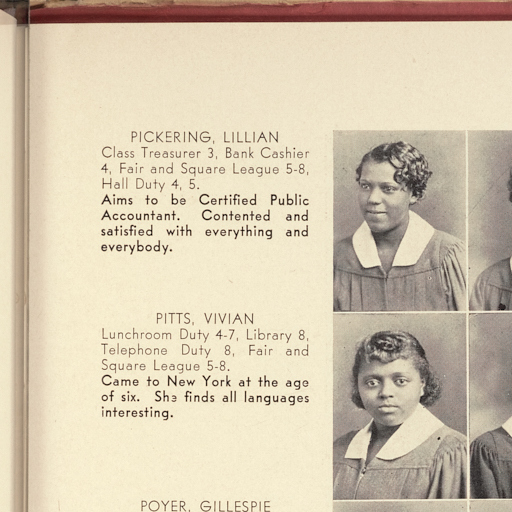 PICKERING, LILLIAN
Class Treasurer 3, Bank Cashier
4, Fair and Square League 5-8,
Hall Duty 4, 5.
Aims to be Certified Public
Accountant. Contented and
satisfied with everything and
everybody.
PITTS, VIVIAN
Lunchroom Duty 4-7, Library 8,
Telephone Duty 8, Fair and
Square League 5-8.
Came to New York at the age
of six. She finds all languages
interesting.
POYER, GILLESPIE